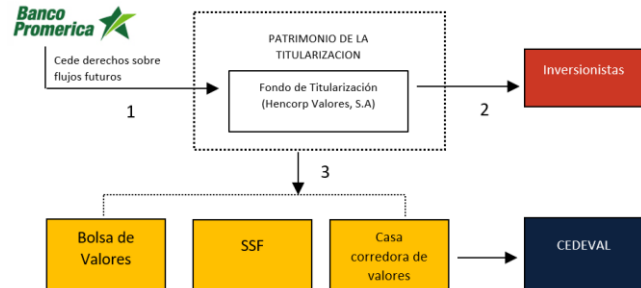 Banco
Promerica
Cede derechos sobre
flujos futuros
1
PATRIMONIO DE LA
TITULARIZACION
Fondo de Titularización
(Hencorp Valores, S.A)
2
Inversionistas
3
Bolsa de
Valores
SSF
Casa
corredora de
valores
CEDEVAL